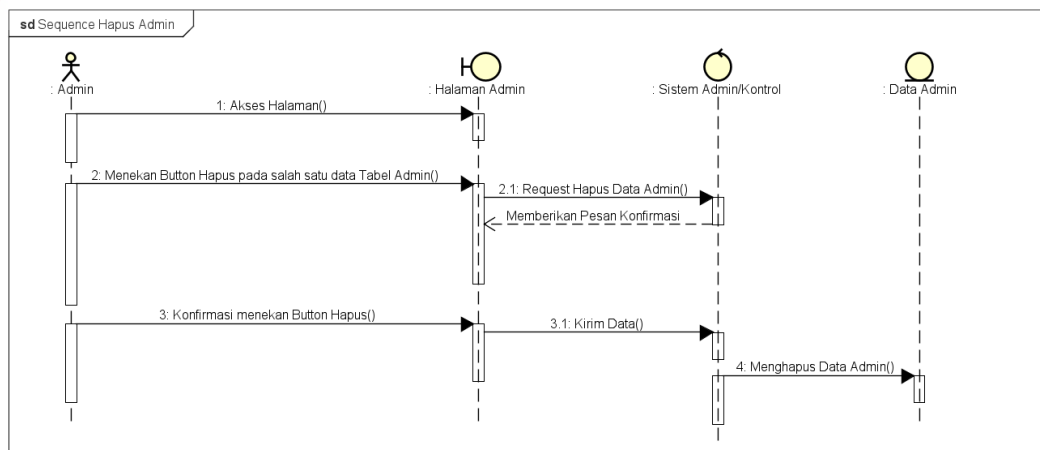 sd Sequence Hapus Admin
: Admin
: Halaman Admin
: Sistem Admin/Kontrol
: Data Admin
1: Akses Halaman()
2: Menekan Button Hapus pada salah satu data Tabel Admin()
2.1: Request Hapus Data Admin()
Memberikan Pesan Konfirmasi
3: Konfirmasi menekan Button Hapus()
3.1: Kirim Data()
4: Menghapus Data Admin()